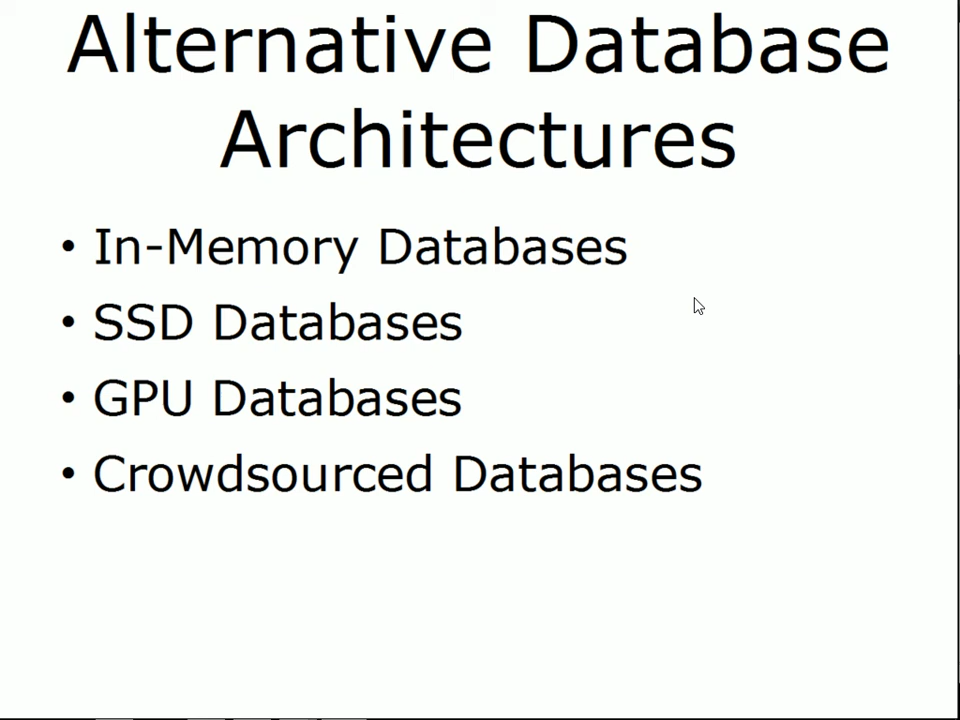 Alternative Database
Architectures
• In-Memory Databases
• SSD Databases
• GPU Databases
• Crowdsourced Databases